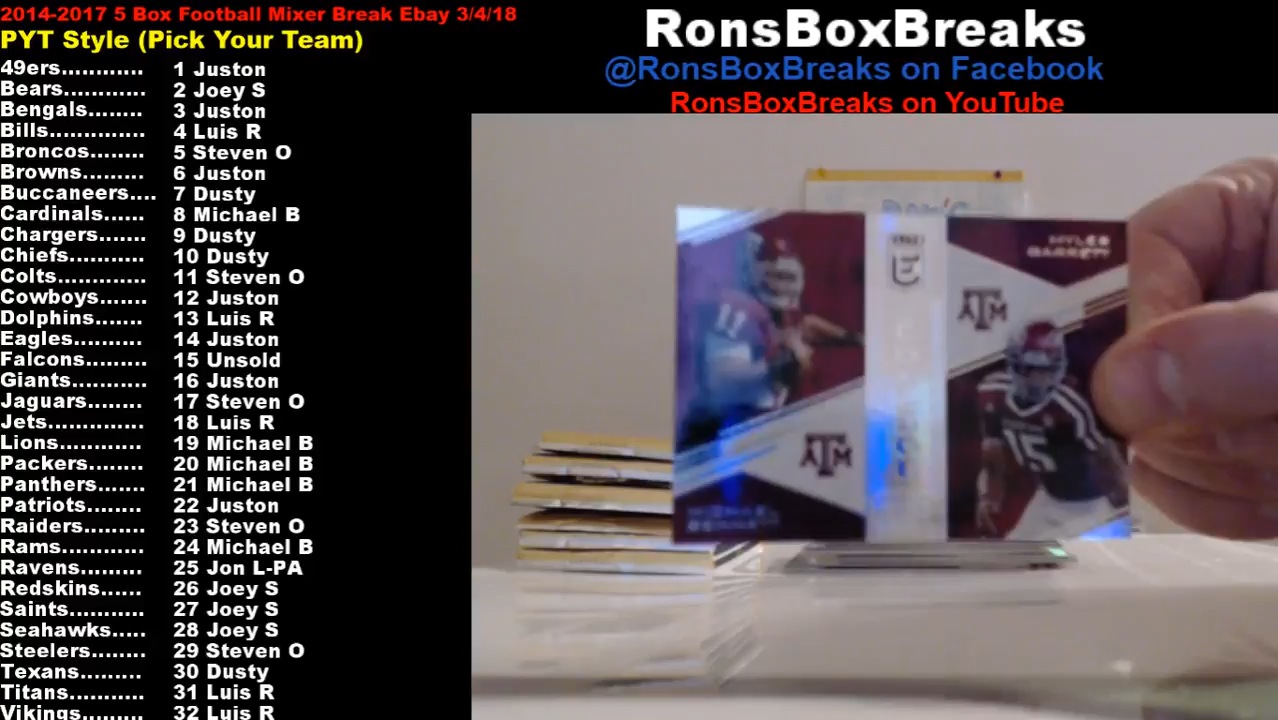 2014-2017 5 Box Football Mixer Break Ebay 3/4/18
PYT Style (Pick Your Team)
49ers............ 1 Juston
Bears............ 2 Joey S
Bengals........ 3 Juston
Bills.............. 4 Luis R
Broncos........ 5 Steven O
Browns......... 6 Juston
Buccaneers.... 7 Dusty
Cardinals...... 8 Michael B
Chargers....... 9 Dusty
Chiefs........... 10 Dusty
Colts............. 11 Steven O
Cowboys....... 12 Juston
Dolphins....... 13 Luis R
Eagles.......... 14 Juston
Falcons......... 15 Unsold
Giants........... 16 Juston
Jaguars........ 17 Steven O
Jets.............. 18 Luis R
Lions............ 19 Michael B
Packers........ 20 Michael B
Panthers....... 21 Michael B
Patriots......... 22 Juston
Raiders......... 23 Steven O
Rams............ 24 Michael B
Ravens......... 25 Jon L-PA
Redskins...... 26 Joey S
Saints........... 27 Joey S
Seahawks..... 28 Joey S
Steelers........ 29 Steven O
Texans......... 30 Dusty
Titans........... 31 Luis R
Vikings......... 32 Luis R
RonsBoxBreaks
@RonsBoxBreaks on Facebook
RonsBoxBreaks on YouTube
MYLES
GARRETT
E
ATM
15
11
ATM